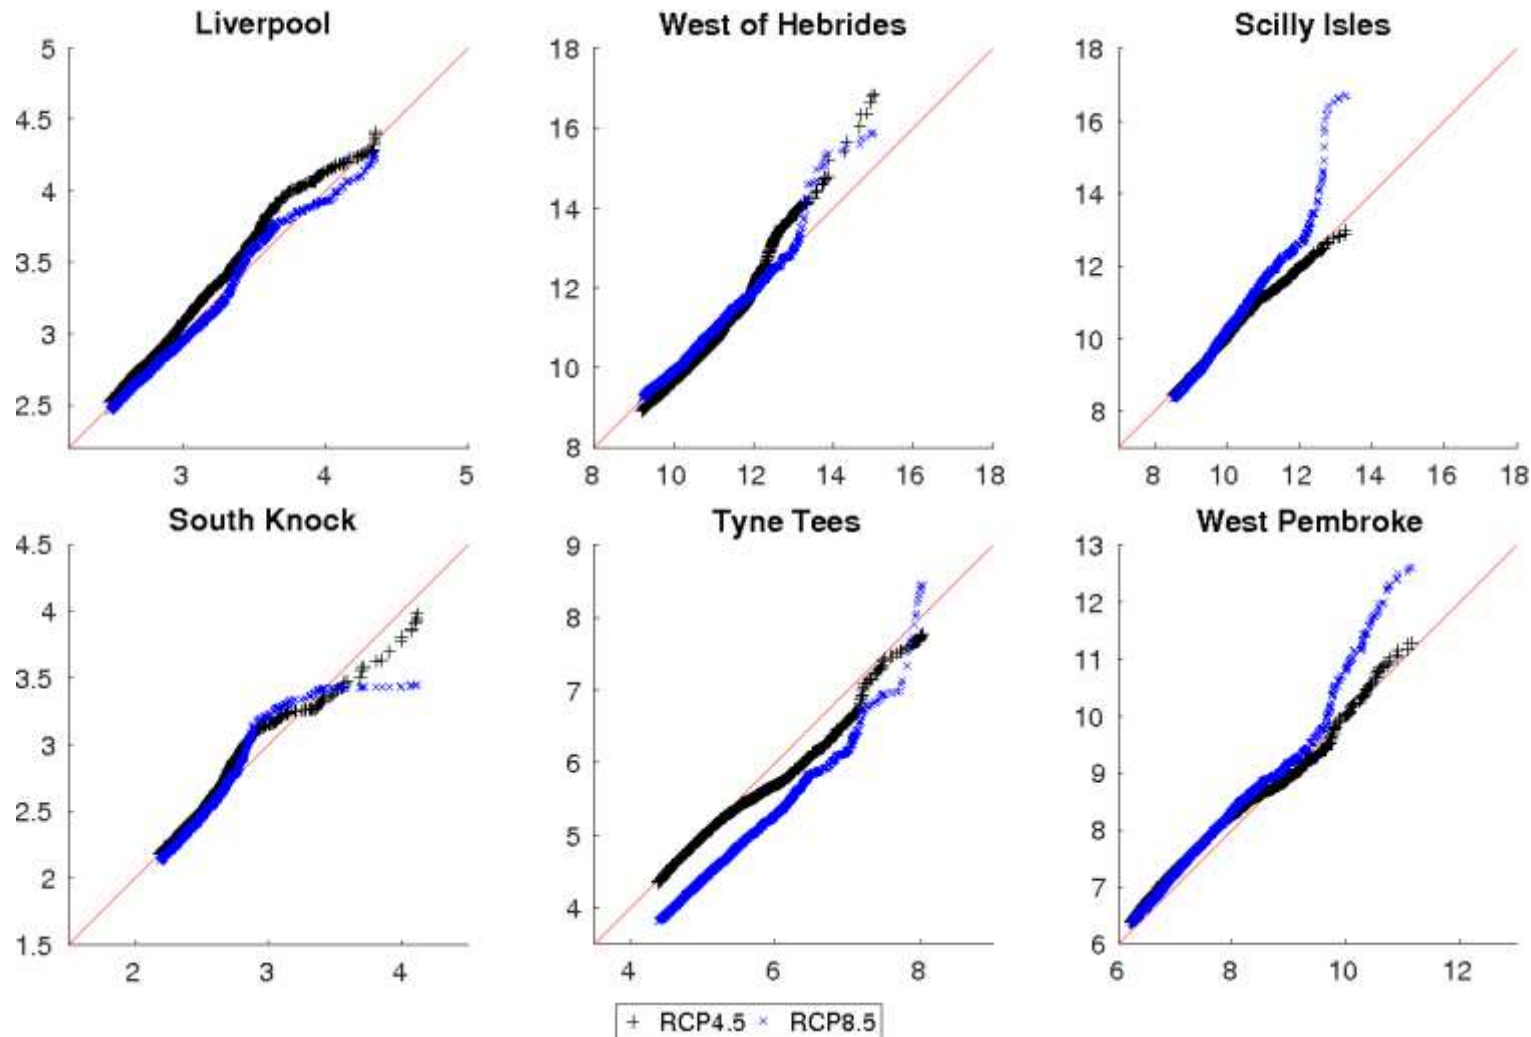 Liverpool West of Hebrides Scilly Isles
5 18 18
4.5 16 16
4 14 14
3.5 12 12
3 10 10
2.5 8 8
3 4 5 8 10 12 14 16 18 8 10 12 14 16 18
South Knock Tyne Tees West Pembroke
4.5 9 13
4 8 12
3.5 7 11
3 6 10
2.5 5 9
2 4 8
1.5 7
6
2 3 4 4 6 8 6 8 10 12
+ RCP4.5 × RCP8.5